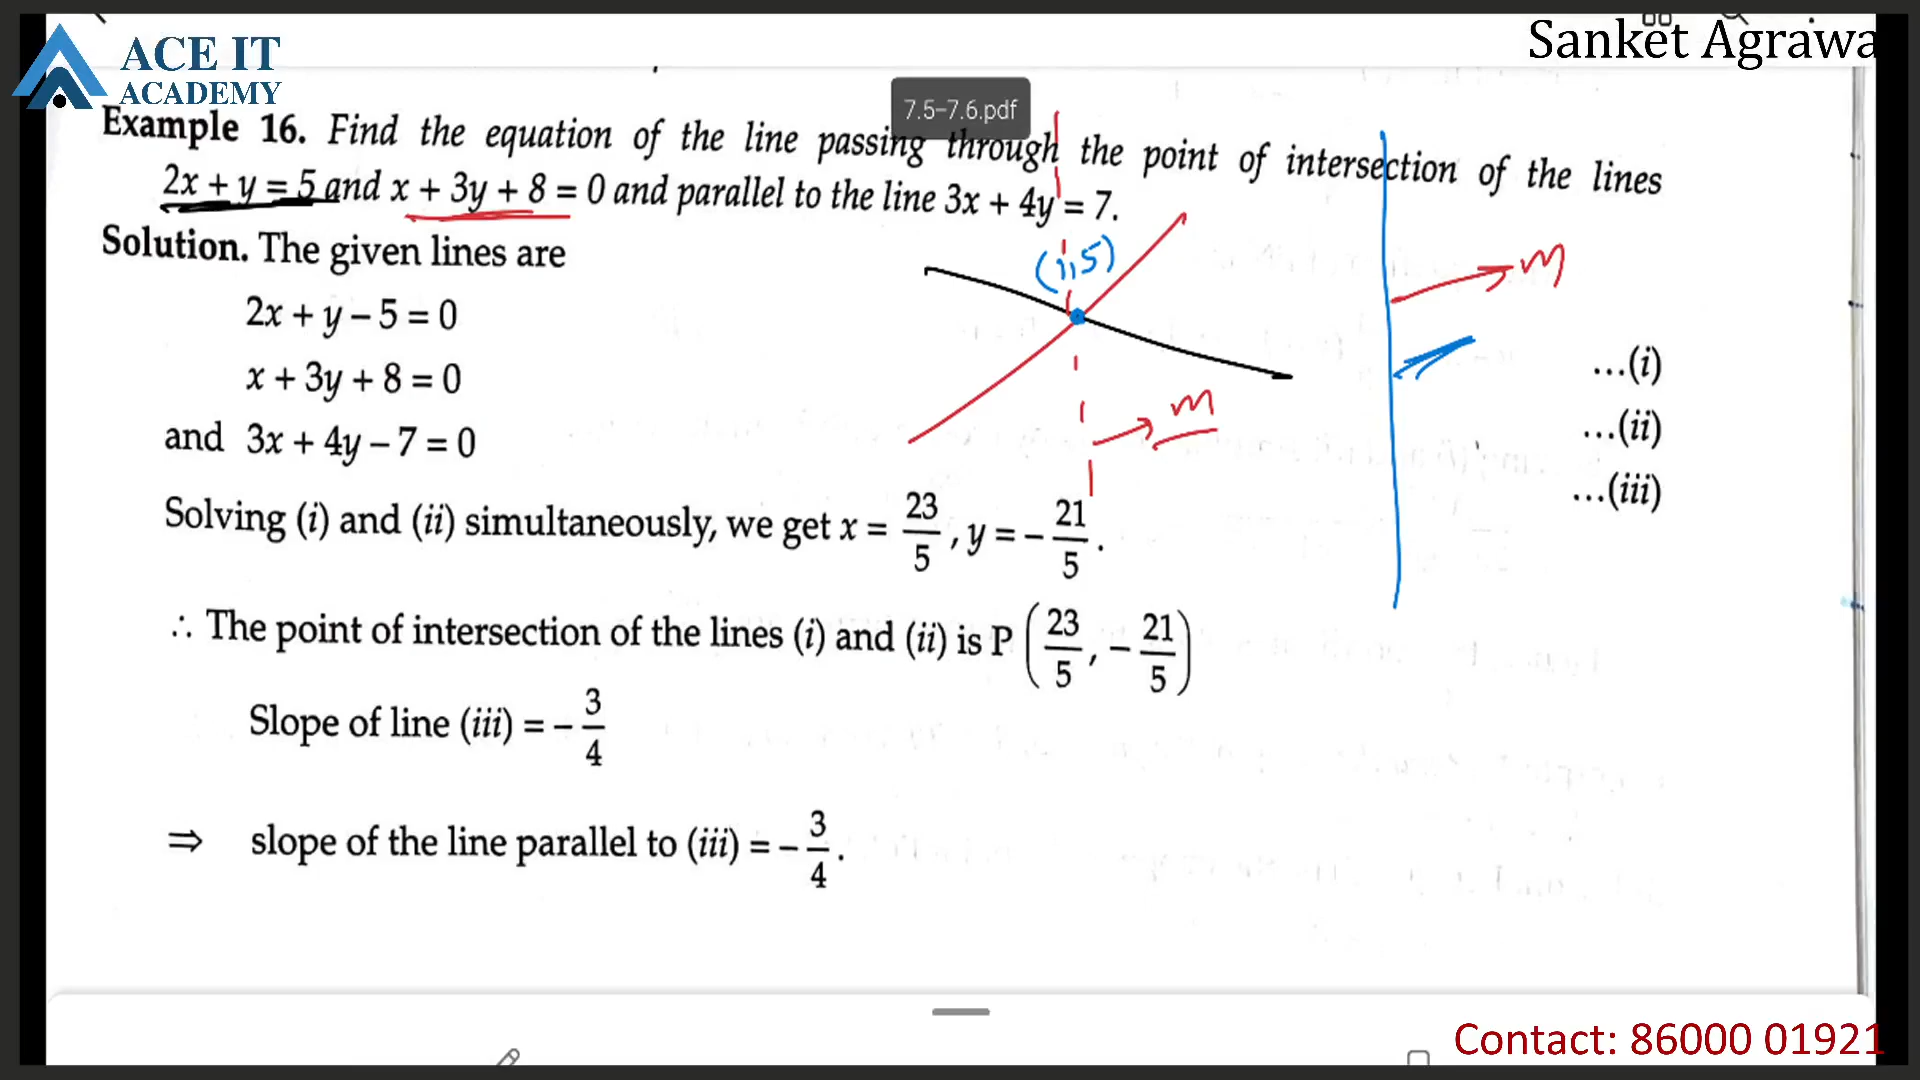 ACE IT
ACADEMY
Sanket Agrawa
7.5–7.6.pdf
Example 16. Find the equation of the line passing through the point of intersection of the lines
2x + y = 5 and x + 3y + 8 = 0 and parallel to the line 3x + 4y = 7.
Solution. The given lines are
(1,5)
m
2x + y – 5 = 0 ...(i)
x + 3y + 8 = 0 ...(ii)
m
and 3x + 4y – 7 = 0 ...(iii)
Solving (i) and (ii) simultaneously, we get x = 23/5, y = – 21/5.
∴ The point of intersection of the lines (i) and (ii) is P (23/5, – 21/5)
Slope of line (iii) = – 3/4
⇒ slope of the line parallel to (iii) = – 3/4.
Contact: 86000 01921